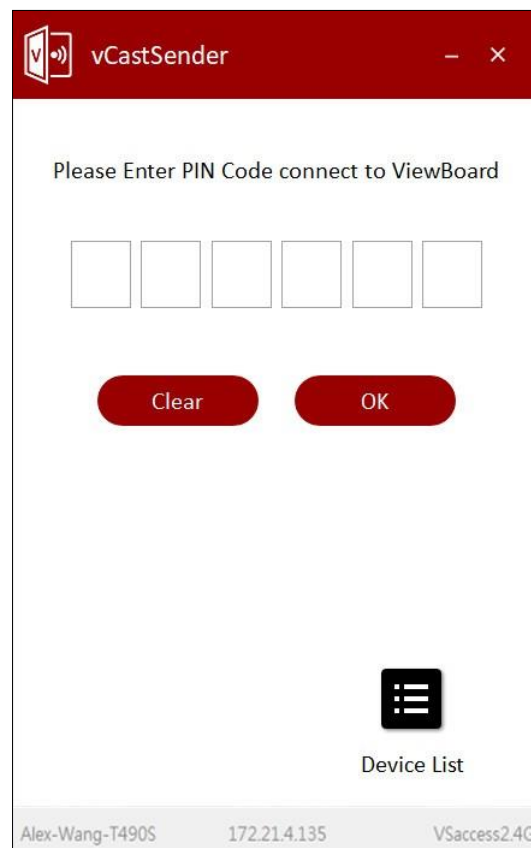 vCastSender
Please Enter PIN Code connect to ViewBoard
Clear OK
Device List
Alex-Wang-T490S 172.21.4.135 VSaccess2.4G